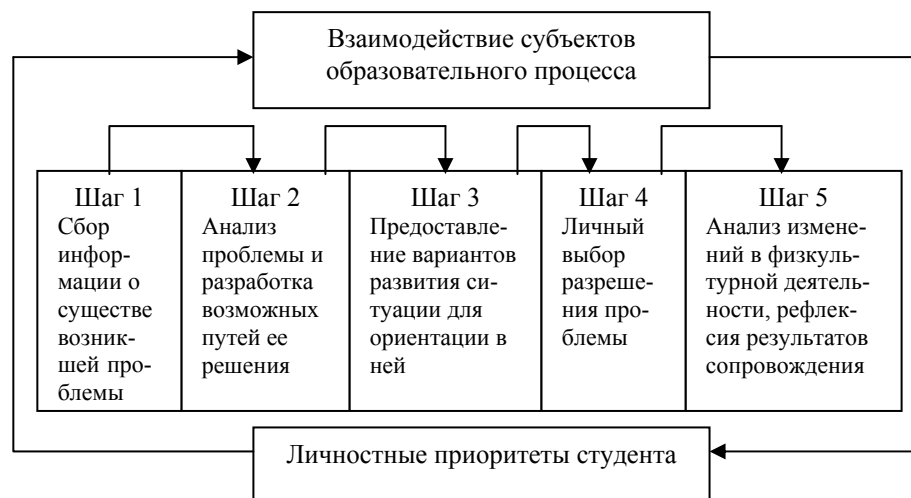 Взаимодействие субъектов
образовательного процесса
Шаг 1
Сбор
инфор-
мации о
существе
возник-
шей про-
блемы
Шаг 2
Анализ
проблемы и
разработка
возможных
путей ее
решения
Шаг 3
Предоставле-
ние вариантов
развития си-
туации для
ориентации в
ней
Шаг 4
Личный
выбор
разреше-
ния про-
блемы
Шаг 5
Анализ измене-
ний в физкуль-
турной деятель-
ности, рефлек-
сия результатов
сопровождения
Личностные приоритеты студента